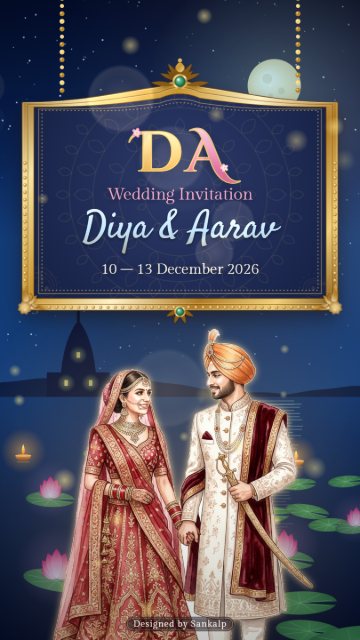 DA
Wedding Invitation
Diya & Aarav
10 — 13 December 2026
Designed by Sankalp